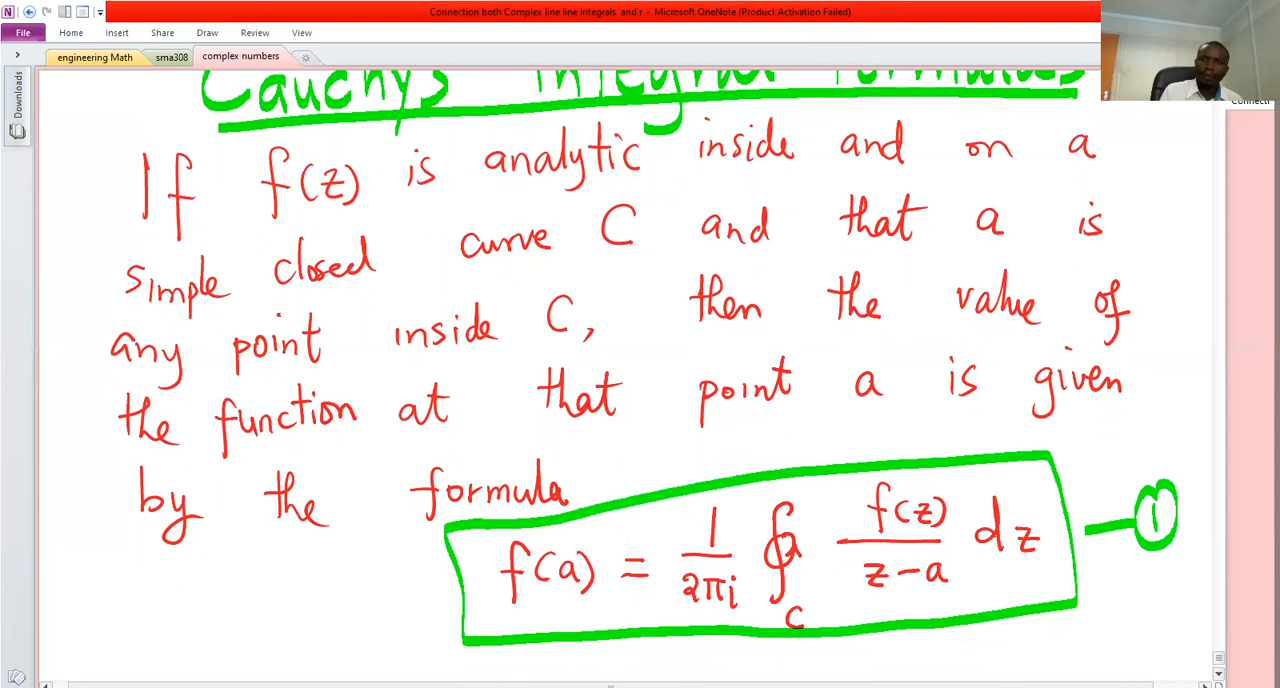 Connection both Complex line line Integrals and r - Microsoft OneNote (Product Activation Failed)
File Home Insert Share Draw Review View
engineering Math sma308 complex numbers
Downloads
Connecti
Cauchy's Integral formulas
If f(z) is analytic inside and on a
simple closed curve C and that a is
any point inside C, then the value of
the function at that point a is given
by the formula
f(a) = 1/2πi ∮_C f(z)/z-a dz — ①